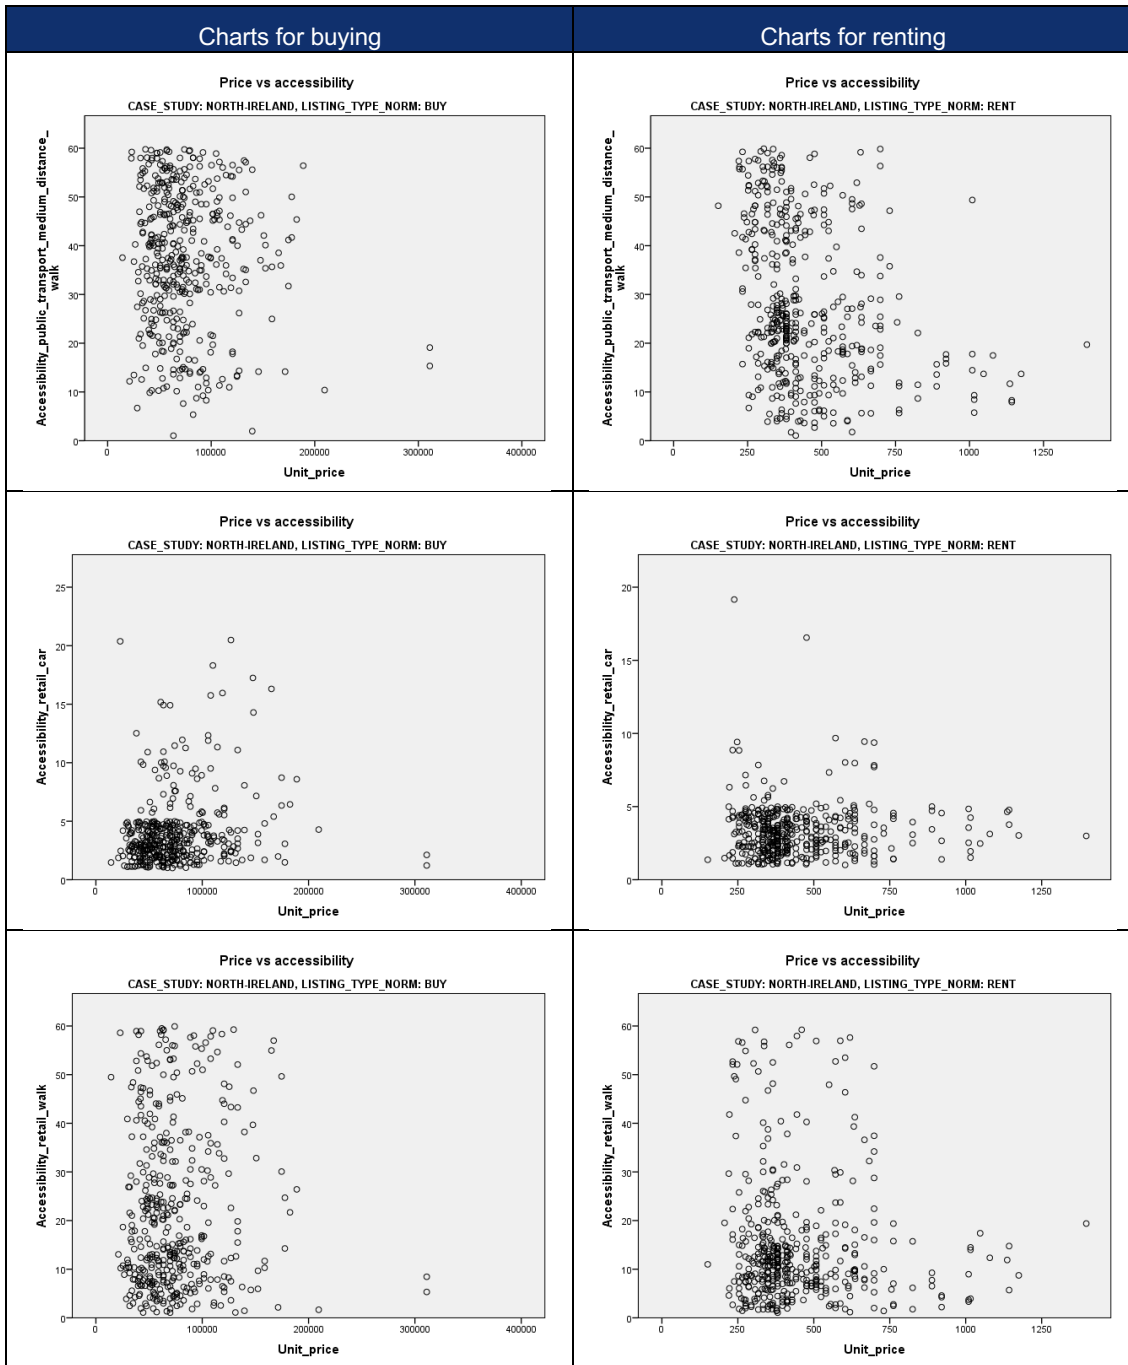 Charts for buying
Charts for renting
Price vs accessibility
CASE_STUDY: NORTH-IRELAND, LISTING_TYPE_NORM: BUY
Accessibility_public_transport_medium_distance_
walk
60
50
40
30
20
10
0
0 100000 200000 300000 400000
Unit_price
Price vs accessibility
CASE_STUDY: NORTH-IRELAND, LISTING_TYPE_NORM: RENT
Accessibility_public_transport_medium_distance_
walk
60
50
40
30
20
10
0
0 250 500 750 1000 1250
Unit_price
Price vs accessibility
CASE_STUDY: NORTH-IRELAND, LISTING_TYPE_NORM: BUY
Accessibility_retail_car
25
20
15
10
5
0
0 100000 200000 300000 400000
Unit_price
Price vs accessibility
CASE_STUDY: NORTH-IRELAND, LISTING_TYPE_NORM: RENT
Accessibility_retail_car
20
15
10
5
0
0 250 500 750 1000 1250
Unit_price
Price vs accessibility
CASE_STUDY: NORTH-IRELAND, LISTING_TYPE_NORM: BUY
Accessibility_retail_walk
60
50
40
30
20
10
0
0 100000 200000 300000 400000
Unit_price
Price vs accessibility
CASE_STUDY: NORTH-IRELAND, LISTING_TYPE_NORM: RENT
Accessibility_retail_walk
60
50
40
30
20
10
0
0 250 500 750 1000 1250
Unit_price